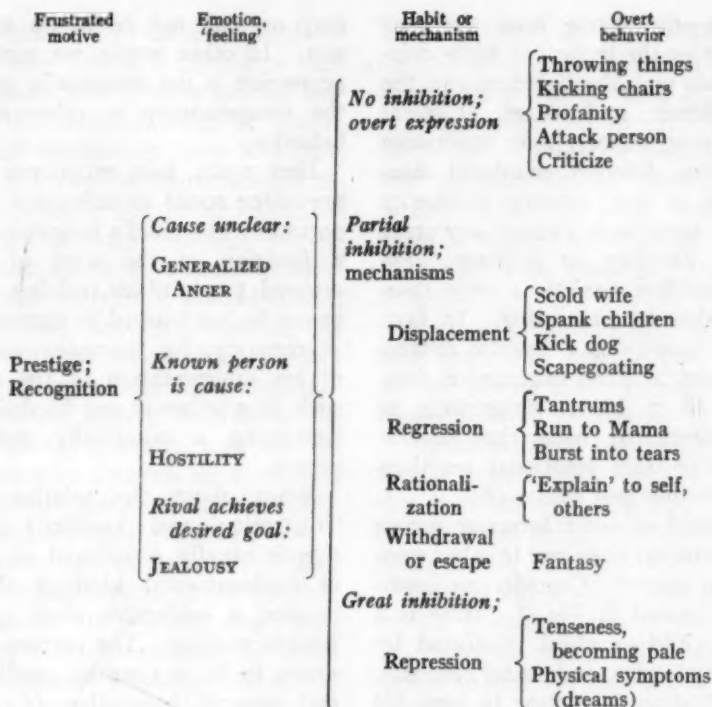 Frustrated motive
Emotion, 'feeling'
Habit or mechanism
Overt behavior
Prestige;
Recognition
Cause unclear:
GENERALIZED
ANGER
Known person
is cause:
HOSTILITY
Rival achieves
desired goal:
JEALOUSY
No inhibition;
overt expression
Throwing things
Kicking chairs
Profanity
Attack person
Criticize
Partial
inhibition;
mechanisms
Displacement
Scold wife
Spank children
Kick dog
Scapegoating
Regression
Tantrums
Run to Mama
Burst into tears
Rationali-
zation
'Explain' to self,
others
Withdrawal
or escape
Fantasy
Great inhibition;
Repression
Tenseness,
becoming pale
Physical symptoms
(dreams)